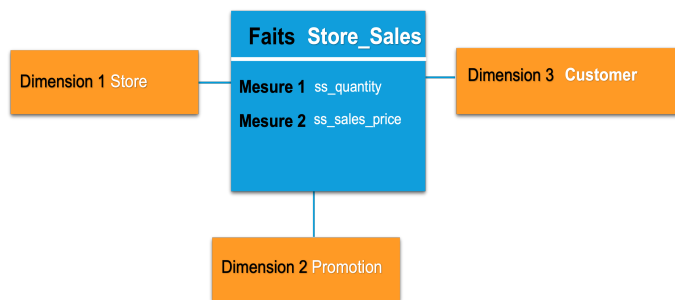 Faits Store_Sales
Dimension 1 Store
Mesure 1 ss_quantity
Mesure 2 ss_sales_price
Dimension 3 Customer
Dimension 2 Promotion